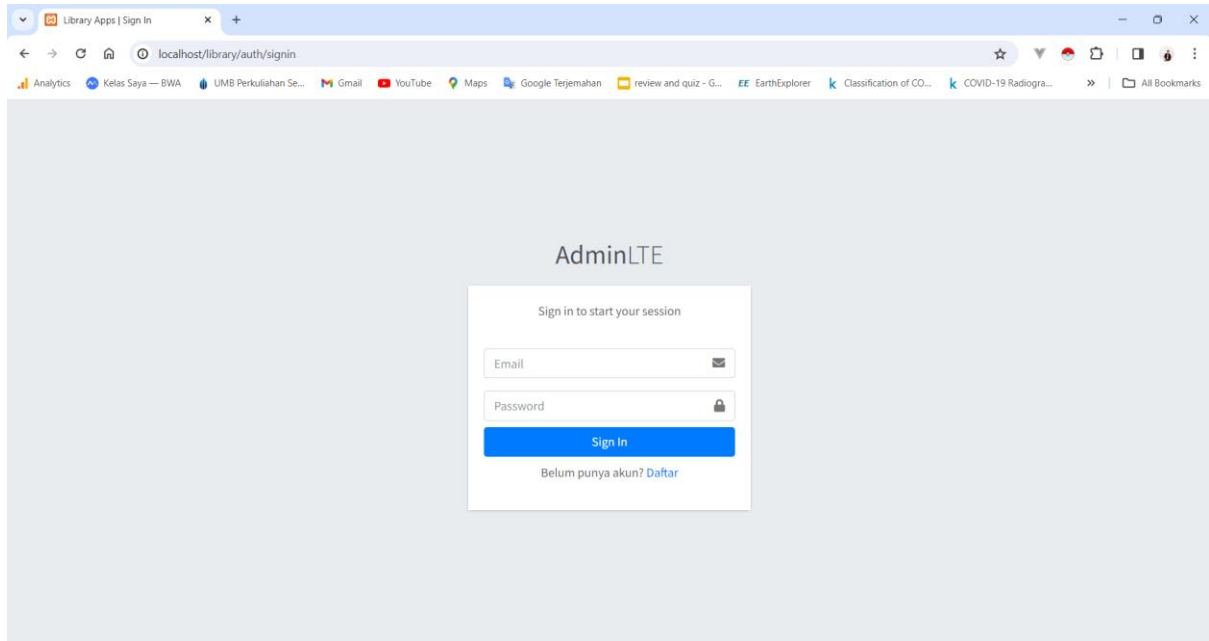 Library Apps | Sign In
localhost/library/auth/signin
Analytics Kelas Saya — BWA UMB Perkuliahan Se... Gmail YouTube Maps Google Terjemahan review and quiz - G... EE EarthExplorer k Classification of CO... k COVID-19 Radiogra... » All Bookmarks
AdminLTE
Sign in to start your session
Email
Password
Sign In
Belum punya akun? Daftar